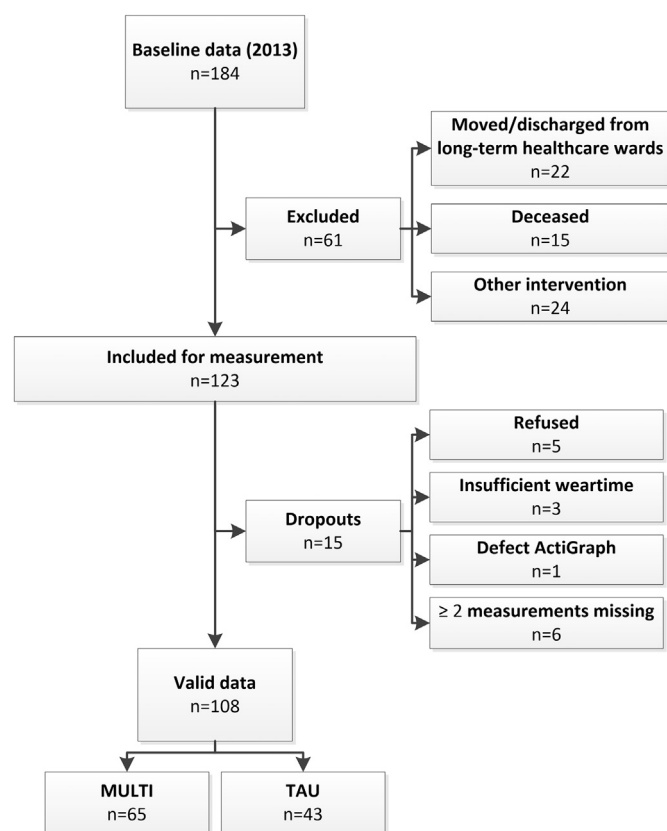 Baseline data (2013)
n=184
Moved/discharged from
long-term healthcare wards
n=22
Excluded
n=61
Deceased
n=15
Other intervention
n=24
Included for measurement
n=123
Refused
n=5
Insufficient weartime
n=3
Dropouts
n=15
Defect ActiGraph
n=1
≥ 2 measurements missing
n=6
Valid data
n=108
MULTI
n=65
TAU
n=43